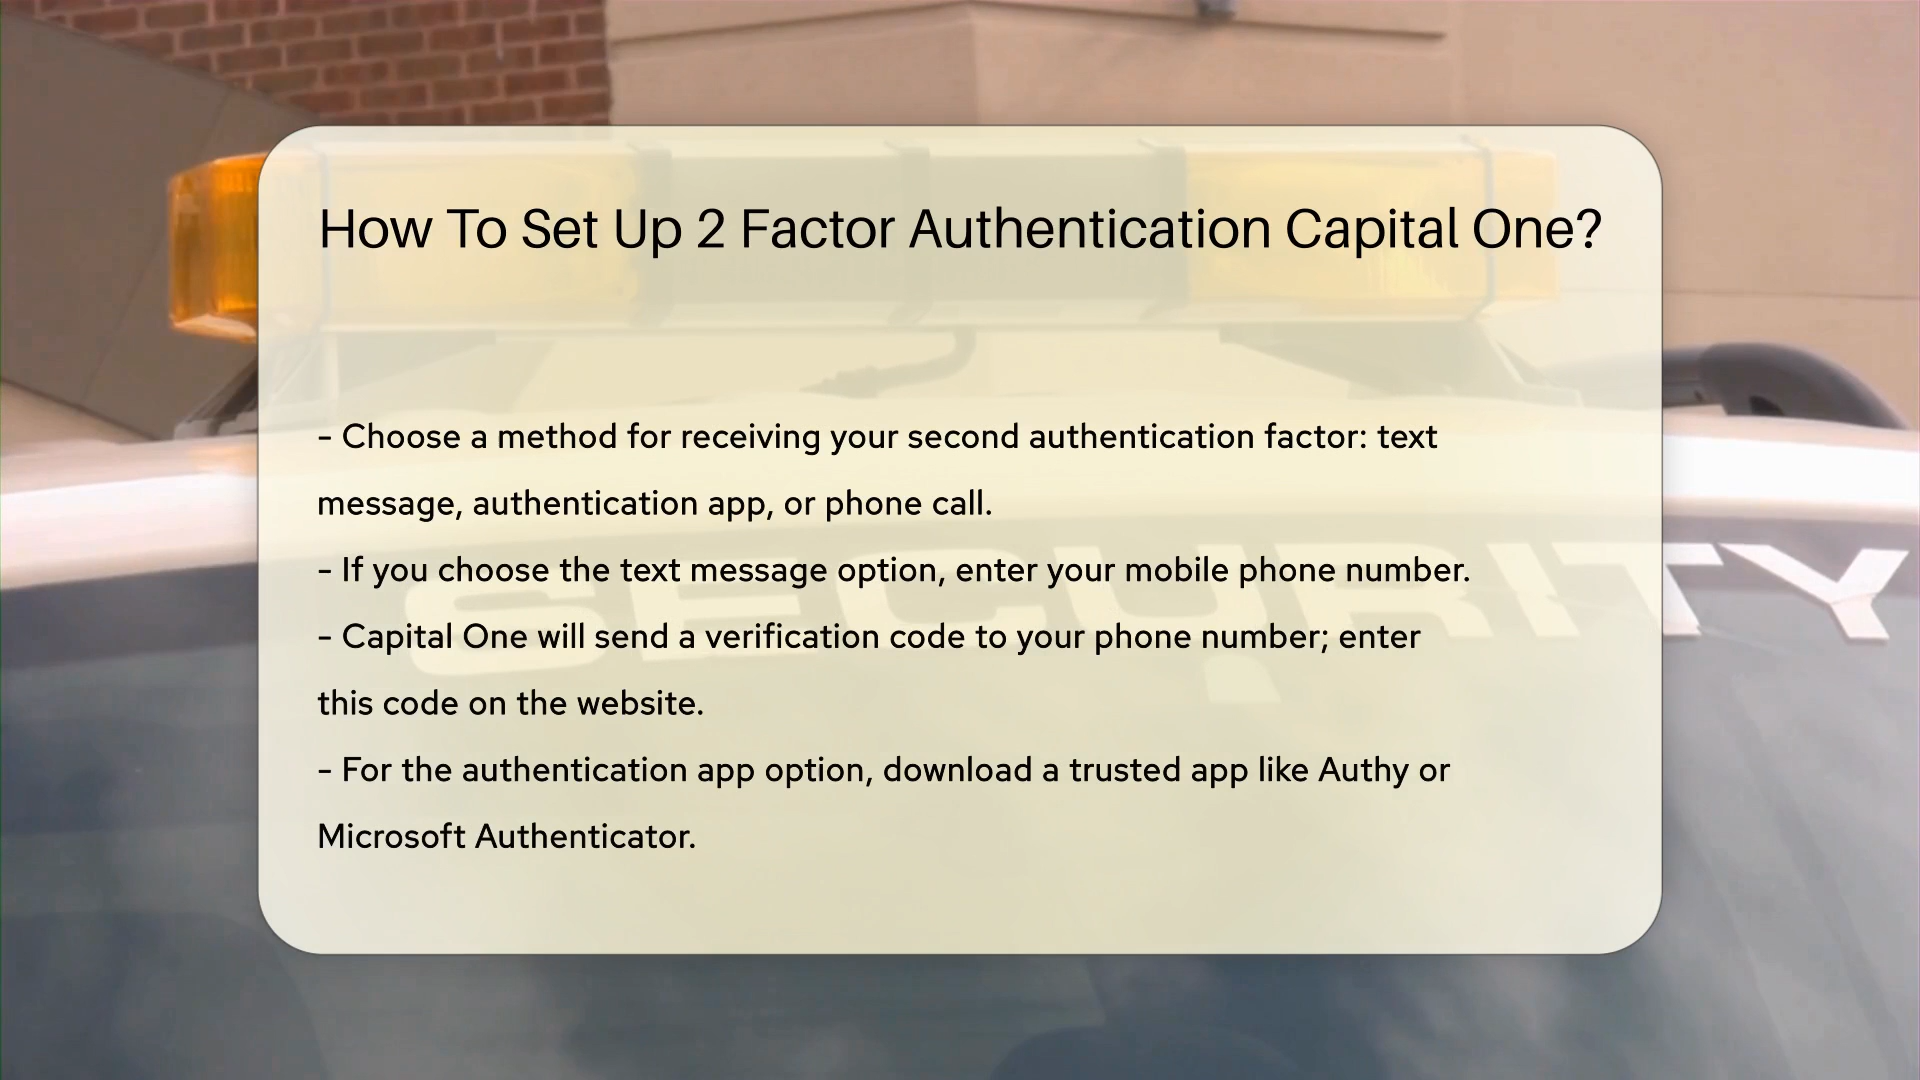 How To Set Up 2 Factor Authentication Capital One?
– Choose a method for receiving your second authentication factor: text
message, authentication app, or phone call.
– If you choose the text message option, enter your mobile phone number.
– Capital One will send a verification code to your phone number; enter
this code on the website.
– For the authentication app option, download a trusted app like Authy or
Microsoft Authenticator.
SECURITY